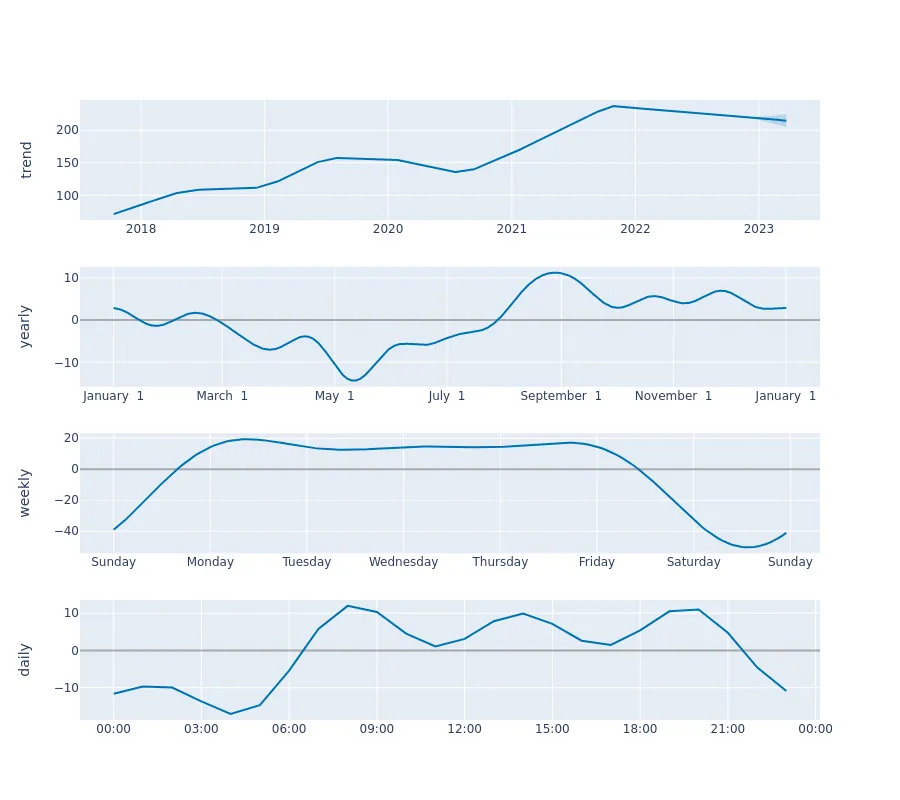 trend
200
150
100
2018 2019 2020 2021 2022 2023
yearly
10
0
−10
January 1 March 1 May 1 July 1 September 1 November 1 January 1
weekly
20
0
−20
−40
Sunday Monday Tuesday Wednesday Thursday Friday Saturday Sunday
daily
10
0
−10
00:00 03:00 06:00 09:00 12:00 15:00 18:00 21:00 00:00